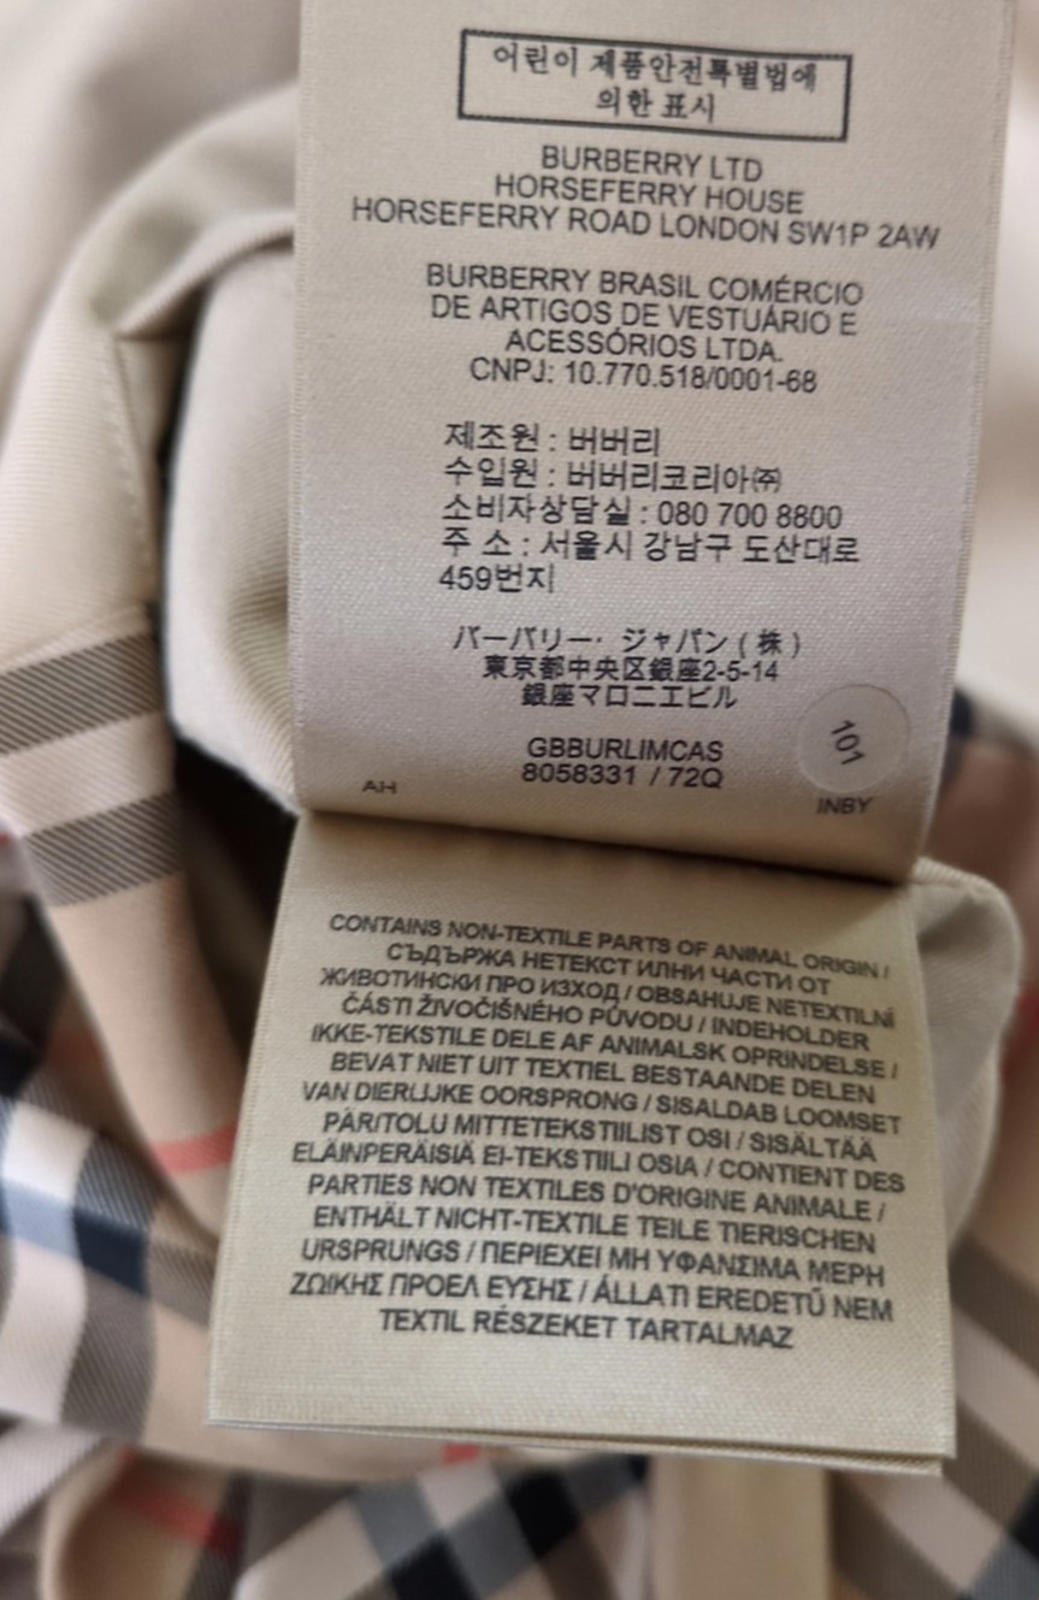 어린이 제품안전특별법에
의한 표시
BURBERRY LTD
HORSEFERRY HOUSE
HORSEFERRY ROAD LONDON SW1P 2AW
BURBERRY BRASIL COMÉRCIO
DE ARTIGOS DE VESTUÁRIO E
ACESSÓRIOS LTDA.
CNPJ: 10.770.518/0001-68
제조원 : 버버리
수입원 : 버버리코리아㈜
소비자상담실 : 080 700 8800
주 소 : 서울시 강남구 도산대로
459번지
バーバリー· ジャパン ( 株 )
東京都中央区銀座2-5-14
銀座マロニエビル
GBBURLIMCAS
8058331 / 72Q
101
AH
INBY
CONTAINS NON-TEXTILE PARTS OF ANIMAL ORIGIN /
СЪДЪРЖА НЕТЕКСТ ИЛНИ ЧАСТИ ОТ
ЖИВОТИНСКИ ПРО ИЗХОД / OBSAHUJE NETEXTILNÍ
ČÁSTI ŽIVOČIŠNÉHO PŮVODU / INDEHOLDER
IKKE-TEKSTILE DELE AF ANIMALSK OPRINDELSE /
BEVAT NIET UIT TEXTIEL BESTAANDE DELEN
VAN DIERLIJKE OORSPRONG / SISALDAB LOOMSET
PÄRITOLU MITTETEKSTIILIST OSI / SISÄLTÄÄ
ELÄINPERÄISIÄ EI-TEKSTIILI OSIA / CONTIENT DES
PARTIES NON TEXTILES D'ORIGINE ANIMALE /
ENTHÄLT NICHT-TEXTILE TEILE TIERISCHEN
URSPRUNGS / ΠΕΡΙΕΧΕΙ ΜΗ ΥΦΑΝΣΙΜΑ ΜΕΡΗ
ΖΩΙΚΗΣ ΠΡΟΕΛ ΕΥΣΗΣ / ÁLLATI EREDETŰ NEM
TEXTIL RÉSZEKET TARTALMAZ